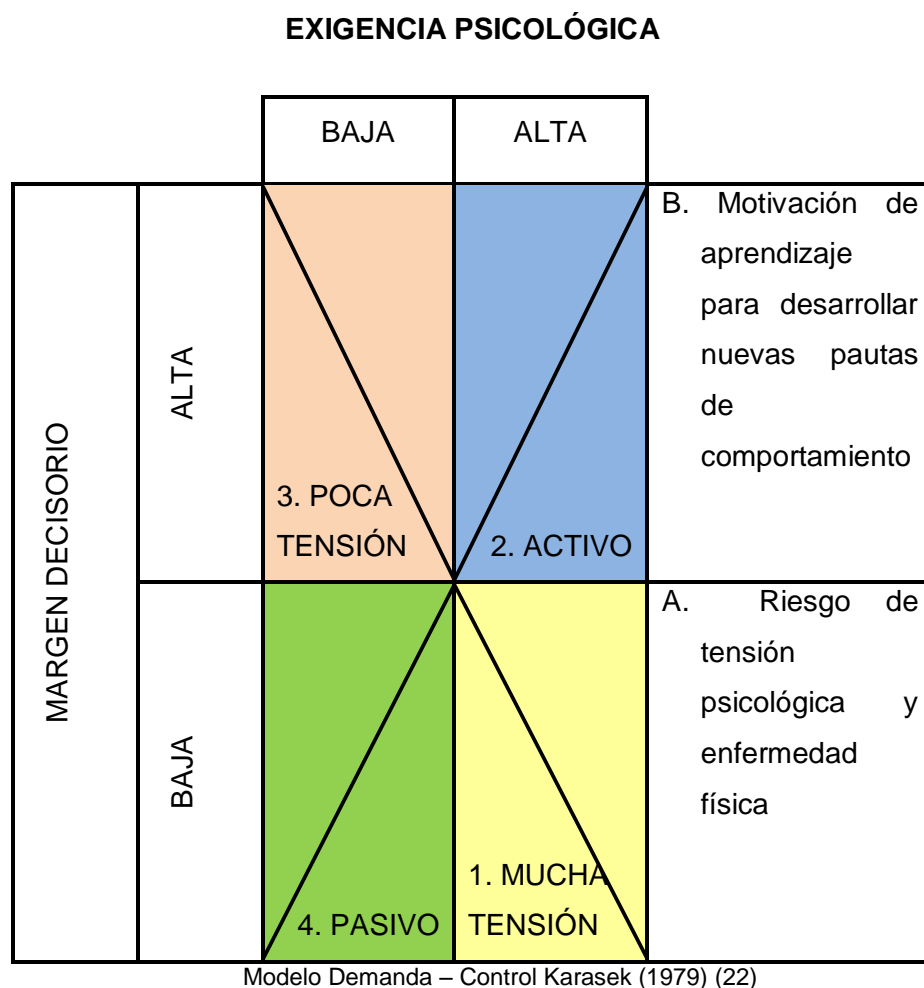 EXIGENCIA PSICOLÓGICA
BAJA
ALTA
MARGEN DECISORIO
ALTA
3. POCA
TENSIÓN
2. ACTIVO
B. Motivación de
aprendizaje
para desarrollar
nuevas pautas
de
comportamiento
BAJA
4. PASIVO
1. MUCHA
TENSIÓN
A. Riesgo de
tensión
psicológica y
enfermedad
física
Modelo Demanda – Control Karasek (1979) (22)